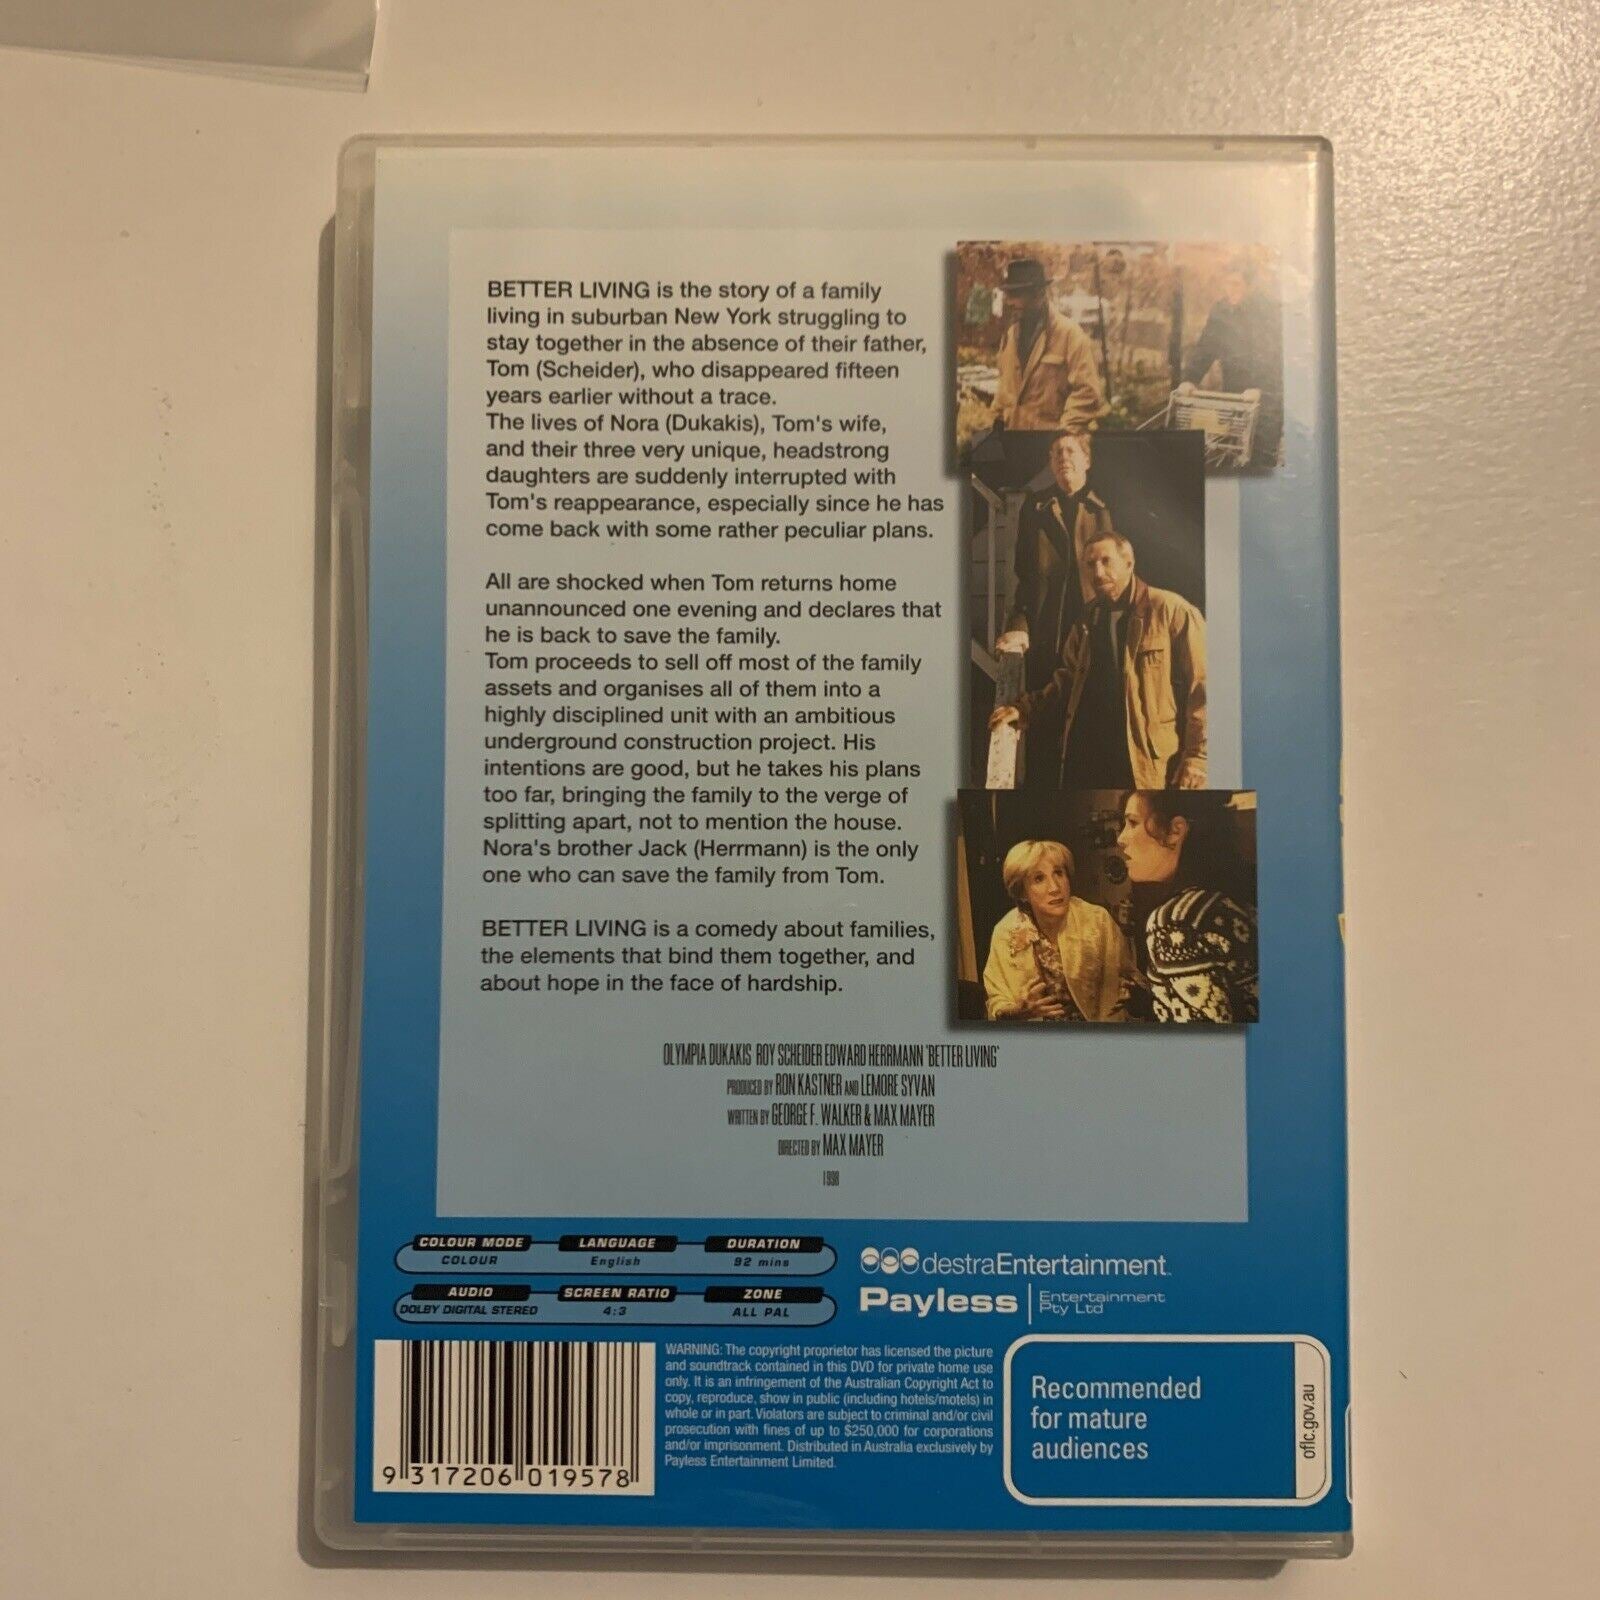 BETTER LIVING is the story of a family
living in suburban New York struggling to
stay together in the absence of their father,
Tom (Scheider), who disappeared fifteen
years earlier without a trace.
The lives of Nora (Dukakis), Tom's wife,
and their three very unique, headstrong
daughters are suddenly interrupted with
Tom's reappearance, especially since he has
come back with some rather peculiar plans.
All are shocked when Tom returns home
unannounced one evening and declares that
he is back to save the family.
Tom proceeds to sell off most of the family
assets and organises all of them into a
highly disciplined unit with an ambitious
underground construction project. His
intentions are good, but he takes his plans
too far, bringing the family to the verge of
splitting apart, not to mention the house.
Nora's brother Jack (Herrmann) is the only
one who can save the family from Tom.
BETTER LIVING is a comedy about families,
the elements that bind them together, and
about hope in the face of hardship.
OLYMPIA DUKAKIS ROY SCHEIDER EDWARD HERRMANN 'BETTER LIVING'
PRODUCED BY RON KASTNER AND LEMORE SYVAN
WRITTEN BY GEORGE F. WALKER & MAX MAYER
DIRECTED BY MAX MAYER
1998
COLOUR MODE LANGUAGE DURATION
COLOUR English 92 mins
AUDIO SCREEN RATIO ZONE
DOLBY DIGITAL STEREO 4:3 ALL PAL
destraEntertainment
Payless Entertainment Pty Ltd
WARNING: The copyright proprietor has licensed the picture
and soundtrack contained in this DVD for private home use
only. It is an infringement of the Australian Copyright Act to
copy, reproduce, show in public (including hotels/motels) in
whole or in part. Violators are subject to criminal and/or civil
prosecution with fines of up to $250,000 for corporations
and/or imprisonment. Distributed in Australia exclusively by
Payless Entertainment Limited.
9 317206 019578
Recommended
for mature
audiences
oflc.gov.au